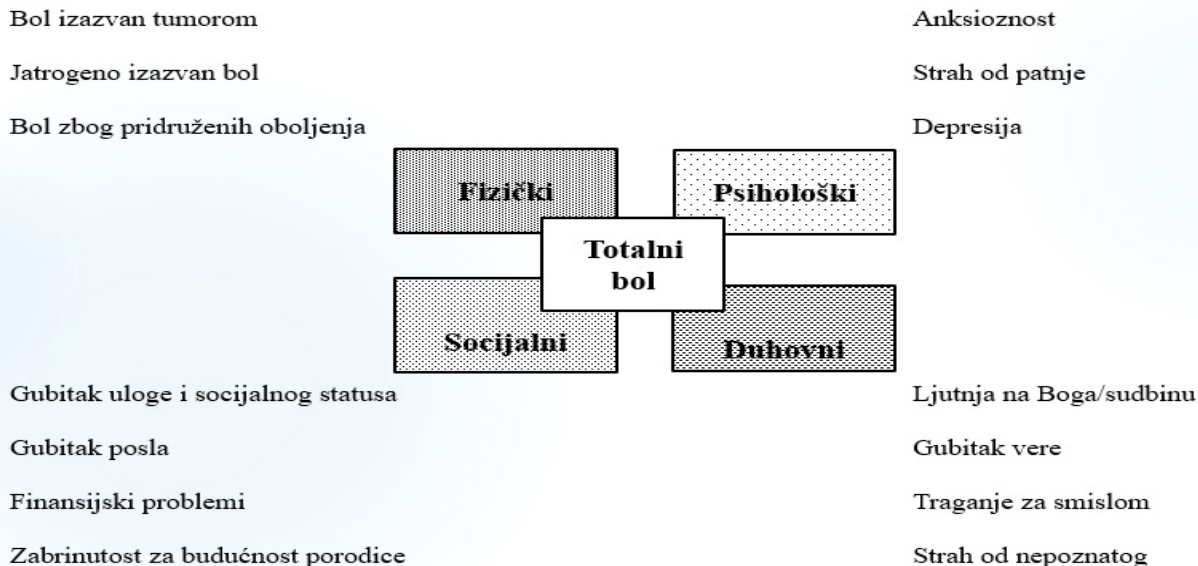 Bol izazvan tumorom
Jatrogeno izazvan bol
Bol zbog pridruženih oboljenja
Anksioznost
Strah od patnje
Depresija
Fizički
Psihološki
Totalni
bol
Socijalni
Duhovni
Gubitak uloge i socijalnog statusa
Gubitak posla
Finansijski problemi
Zabrinutost za budućnost porodice
Ljutnja na Boga/sudbinu
Gubitak vere
Traganje za smislom
Strah od nepoznatog